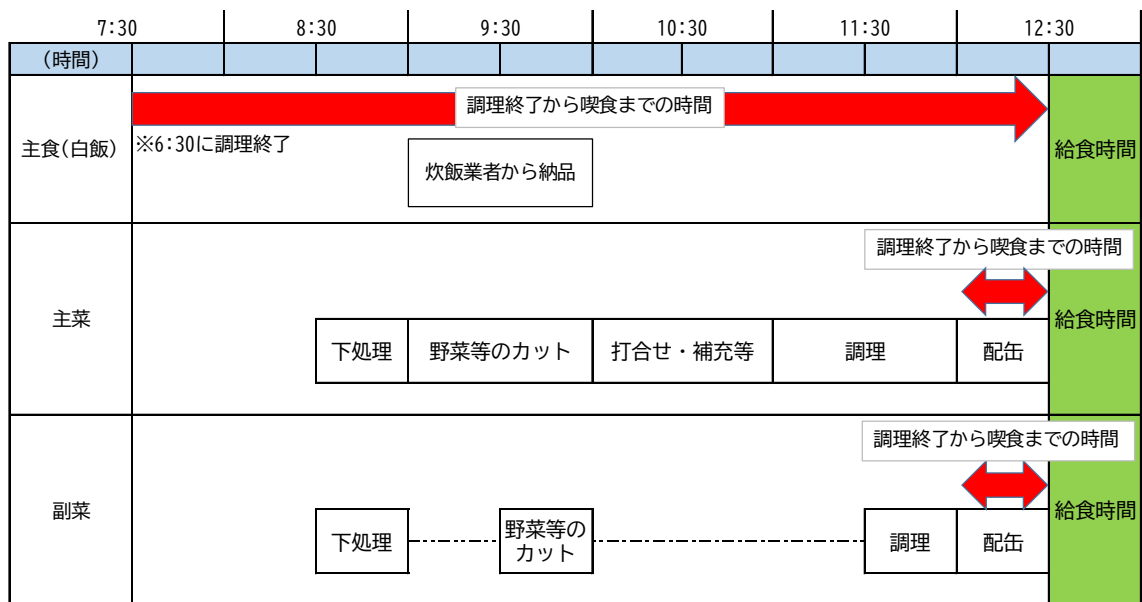 7:30 8:30 9:30 10:30 11:30 12:30
(時間)
調理終了から喫食までの時間
※6:30に調理終了
主食(白飯)
炊飯業者から納品
給食時間
調理終了から喫食までの時間
主菜
給食時間
下処理 野菜等のカット 打合せ・補充等 調理 配缶
調理終了から喫食までの時間
副菜
給食時間
下処理
野菜等の
カット
調理 配缶